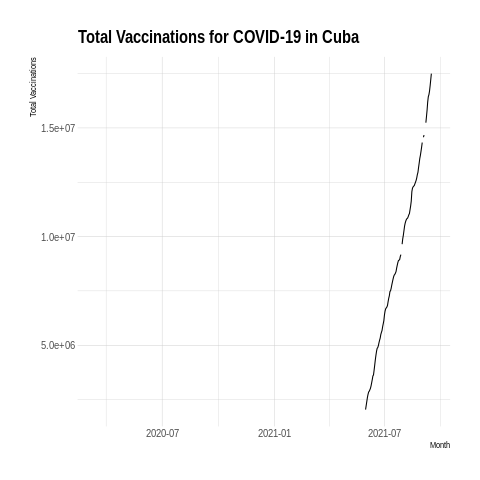 Total Vaccinations for COVID-19 in Cuba
Total Vaccinations
1.5e+07
1.0e+07
5.0e+06
2020-07 2021-01 2021-07
Month